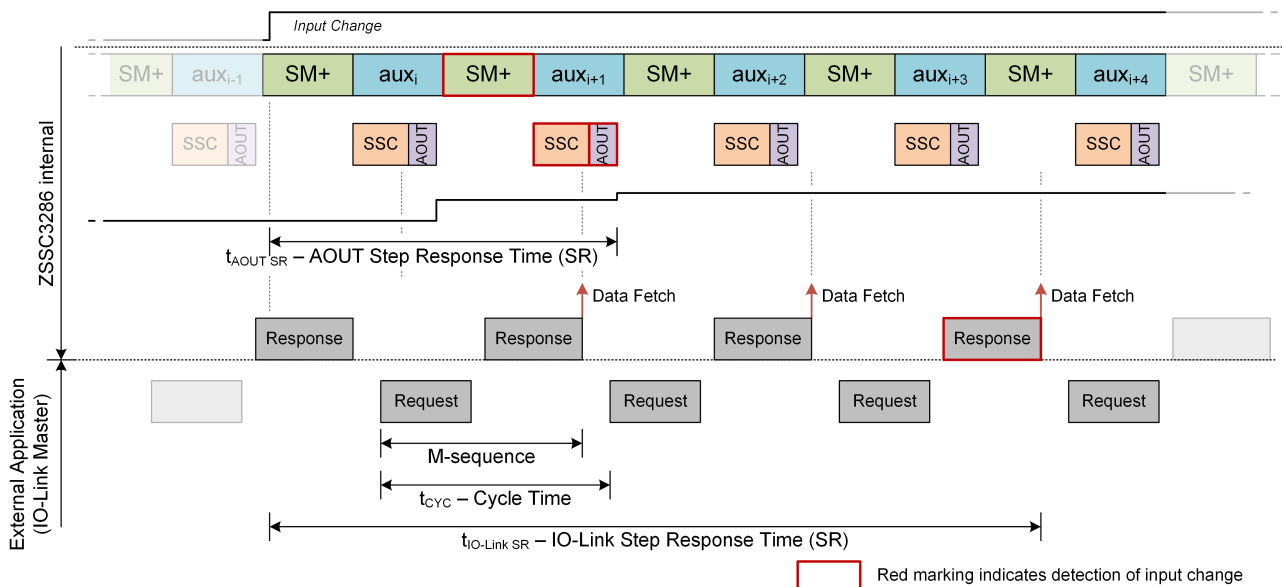 Input Change
SM+ aux_{i-1} SM+ aux_{i} SM+ aux_{i+1} SM+ aux_{i+2} SM+ aux_{i+3} SM+ aux_{i+4} SM+
SSC AOUT SSC AOUT SSC AOUT SSC AOUT SSC AOUT SSC AOUT
ZSSC3286 internal
t_{AOUT SR} – AOUT Step Response Time (SR)
Data Fetch Data Fetch Data Fetch
Response Response Response Response
External Application
(IO-Link Master)
Request Request Request Request
M-sequence
t_{CYC} – Cycle Time
t_{IO-Link SR} – IO-Link Step Response Time (SR)
Red marking indicates detection of input change